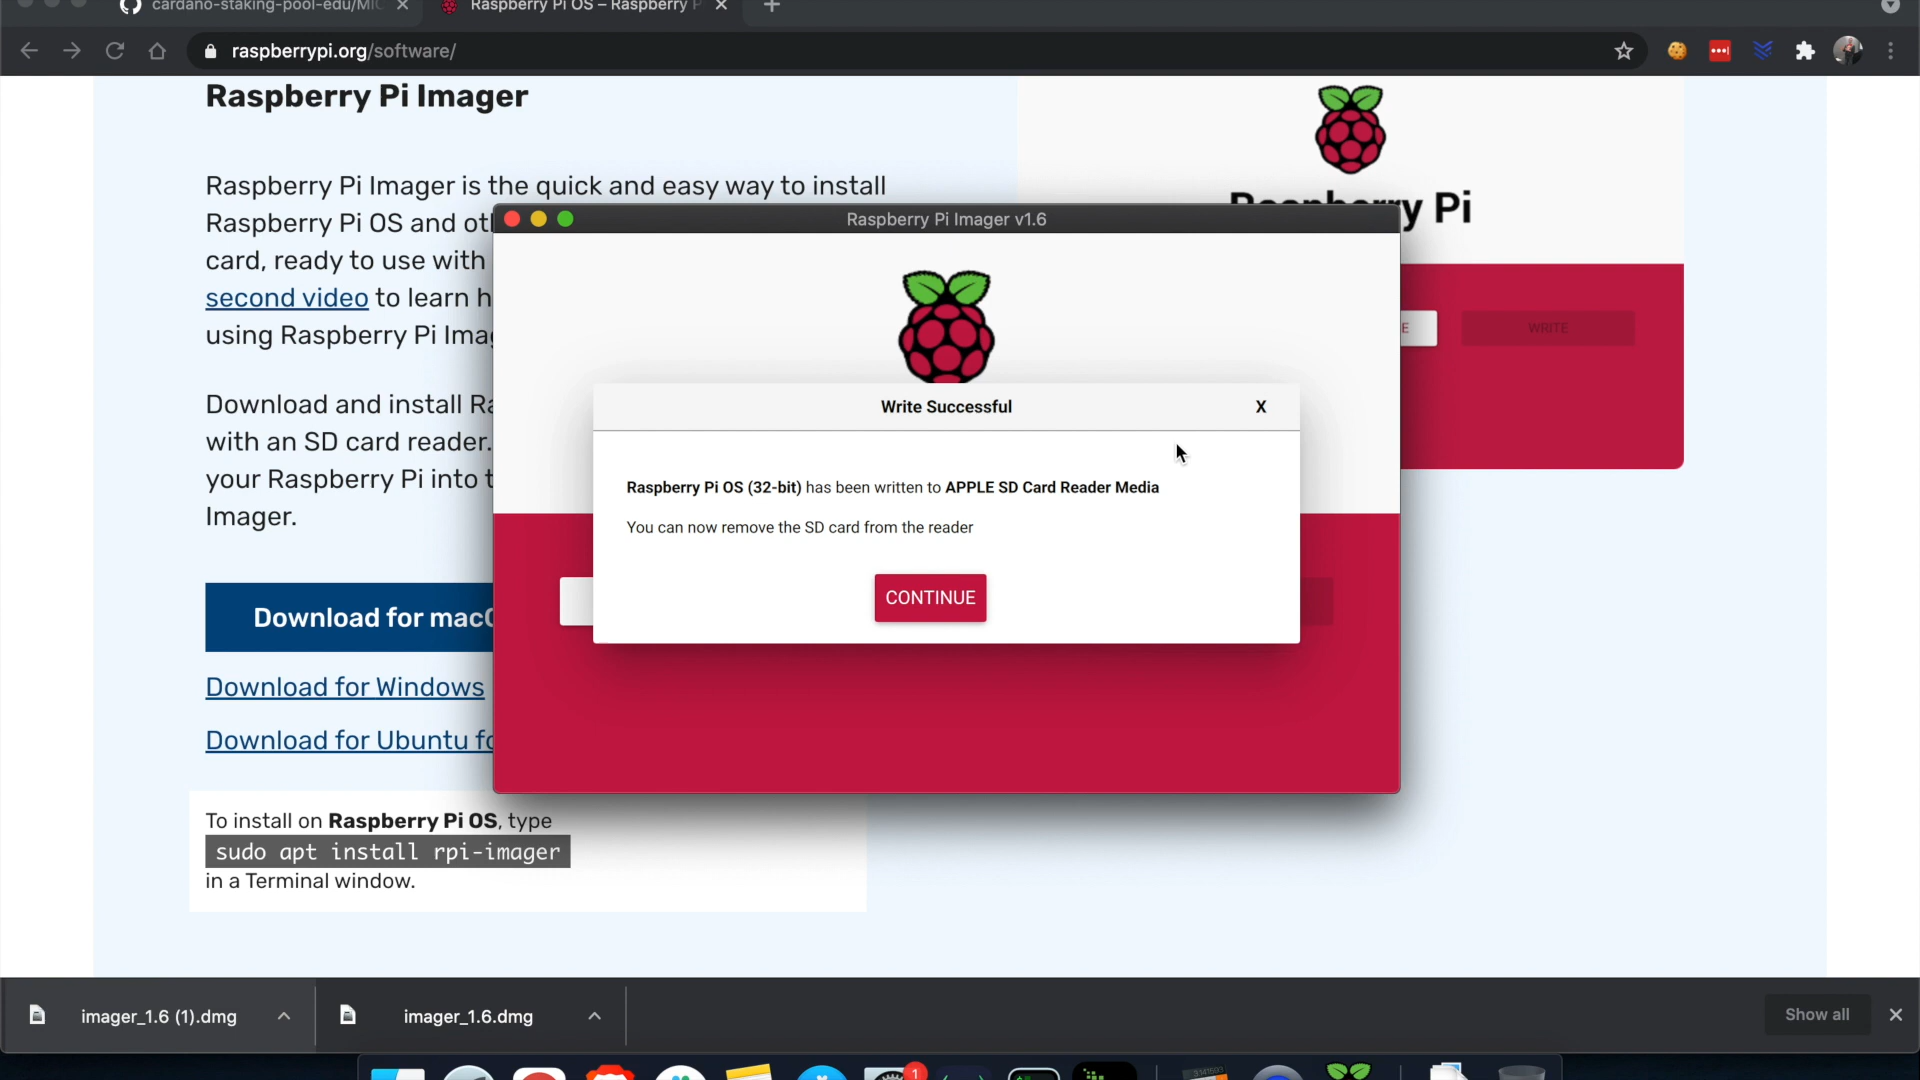 cardano-staking-pool-edu/MIC
Raspberry Pi OS – Raspberry P
raspberrypi.org/software/
Raspberry Pi Imager
Raspberry Pi Imager is the quick and easy way to install
Raspberry Pi OS and
card, ready to use with
second video to learn
using Raspberry Pi
Download and install
with an SD card reader.
your Raspberry Pi into
Imager.
Download for
Download for Windows
Download for Ubuntu
To install on Raspberry Pi OS, type
sudo apt install rpi-imager
in a Terminal window.
Raspberry Pi
E
WRITE
Raspberry Pi Imager v1.6
Write Successful
X
Raspberry Pi OS (32-bit) has been written to APPLE SD Card Reader Media
You can now remove the SD card from the reader
CONTINUE
imager_1.6 (1).dmg
imager_1.6.dmg
Show all
1